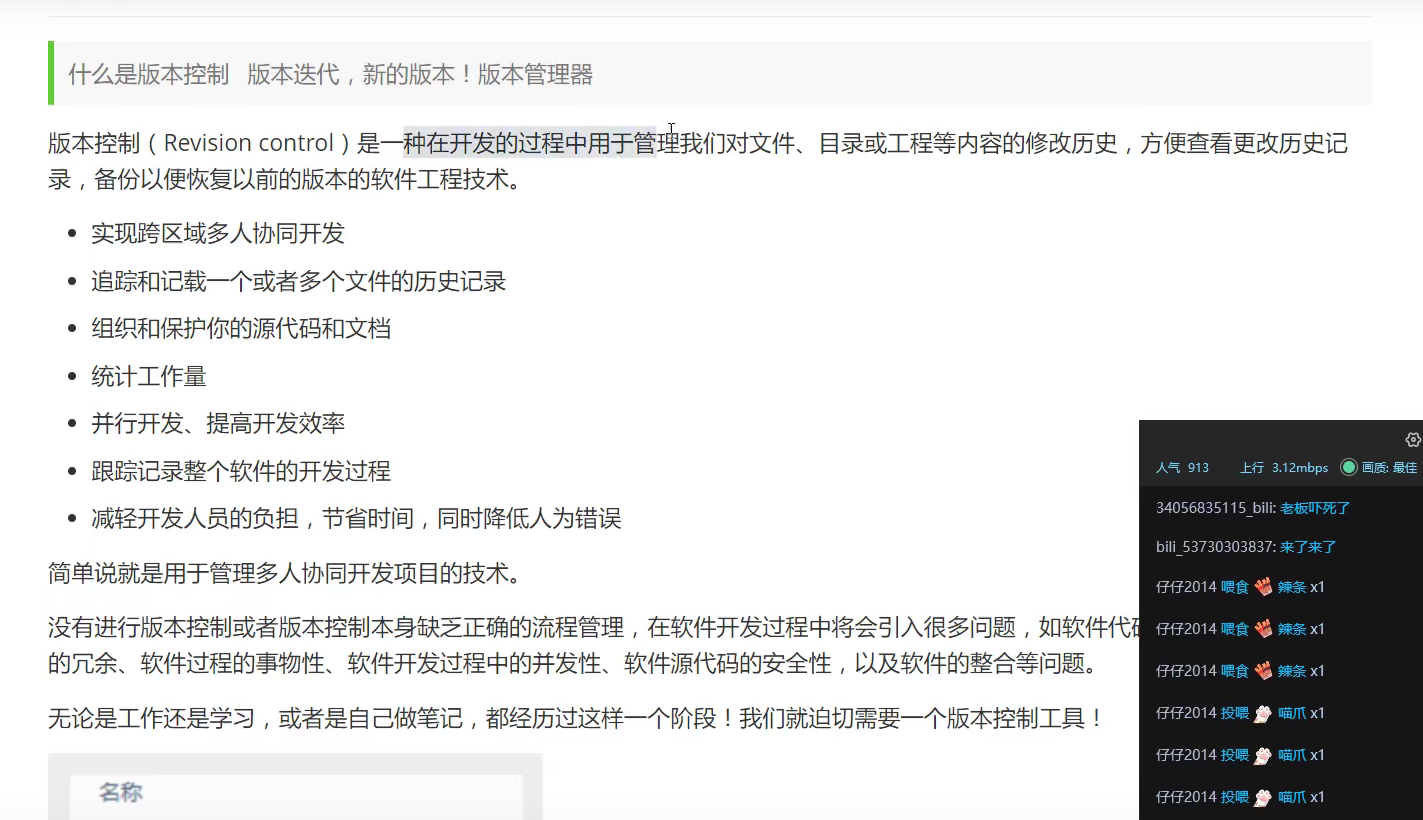 什么是版本控制 版本迭代，新的版本！版本管理器
版本控制（Revision control）是一种在开发的过程中用于管理我们对文件、目录或工程等内容的修改历史，方便查看更改历史记
录，备份以便恢复以前的版本的软件工程技术。
实现跨区域多人协同开发
追踪和记载一个或者多个文件的历史记录
组织和保护你的源代码和文档
统计工作量
并行开发、提高开发效率
跟踪记录整个软件的开发过程
减轻开发人员的负担，节省时间，同时降低人为错误
简单说就是用于管理多人协同开发项目的技术。
没有进行版本控制或者版本控制本身缺乏正确的流程管理，在软件开发过程中将会引入很多问题，如软件代
的冗余、软件过程的事物性、软件开发过程中的并发性、软件源代码的安全性，以及软件的整合等问题。
无论是工作还是学习，或者是自己做笔记，都经历过这样一个阶段！我们就迫切需要一个版本控制工具！
名称
人气 913 上行 3.12mbps 画质: 最佳
34056835115_bili: 老板吓死了
bili_53730303837: 来了来了
仔仔2014 喂食 辣条 x1
仔仔2014 喂食 辣条 x1
仔仔2014 喂食 辣条 x1
仔仔2014 投喂 喵爪 x1
仔仔2014 投喂 喵爪 x1
仔仔2014 投喂 喵爪 x1